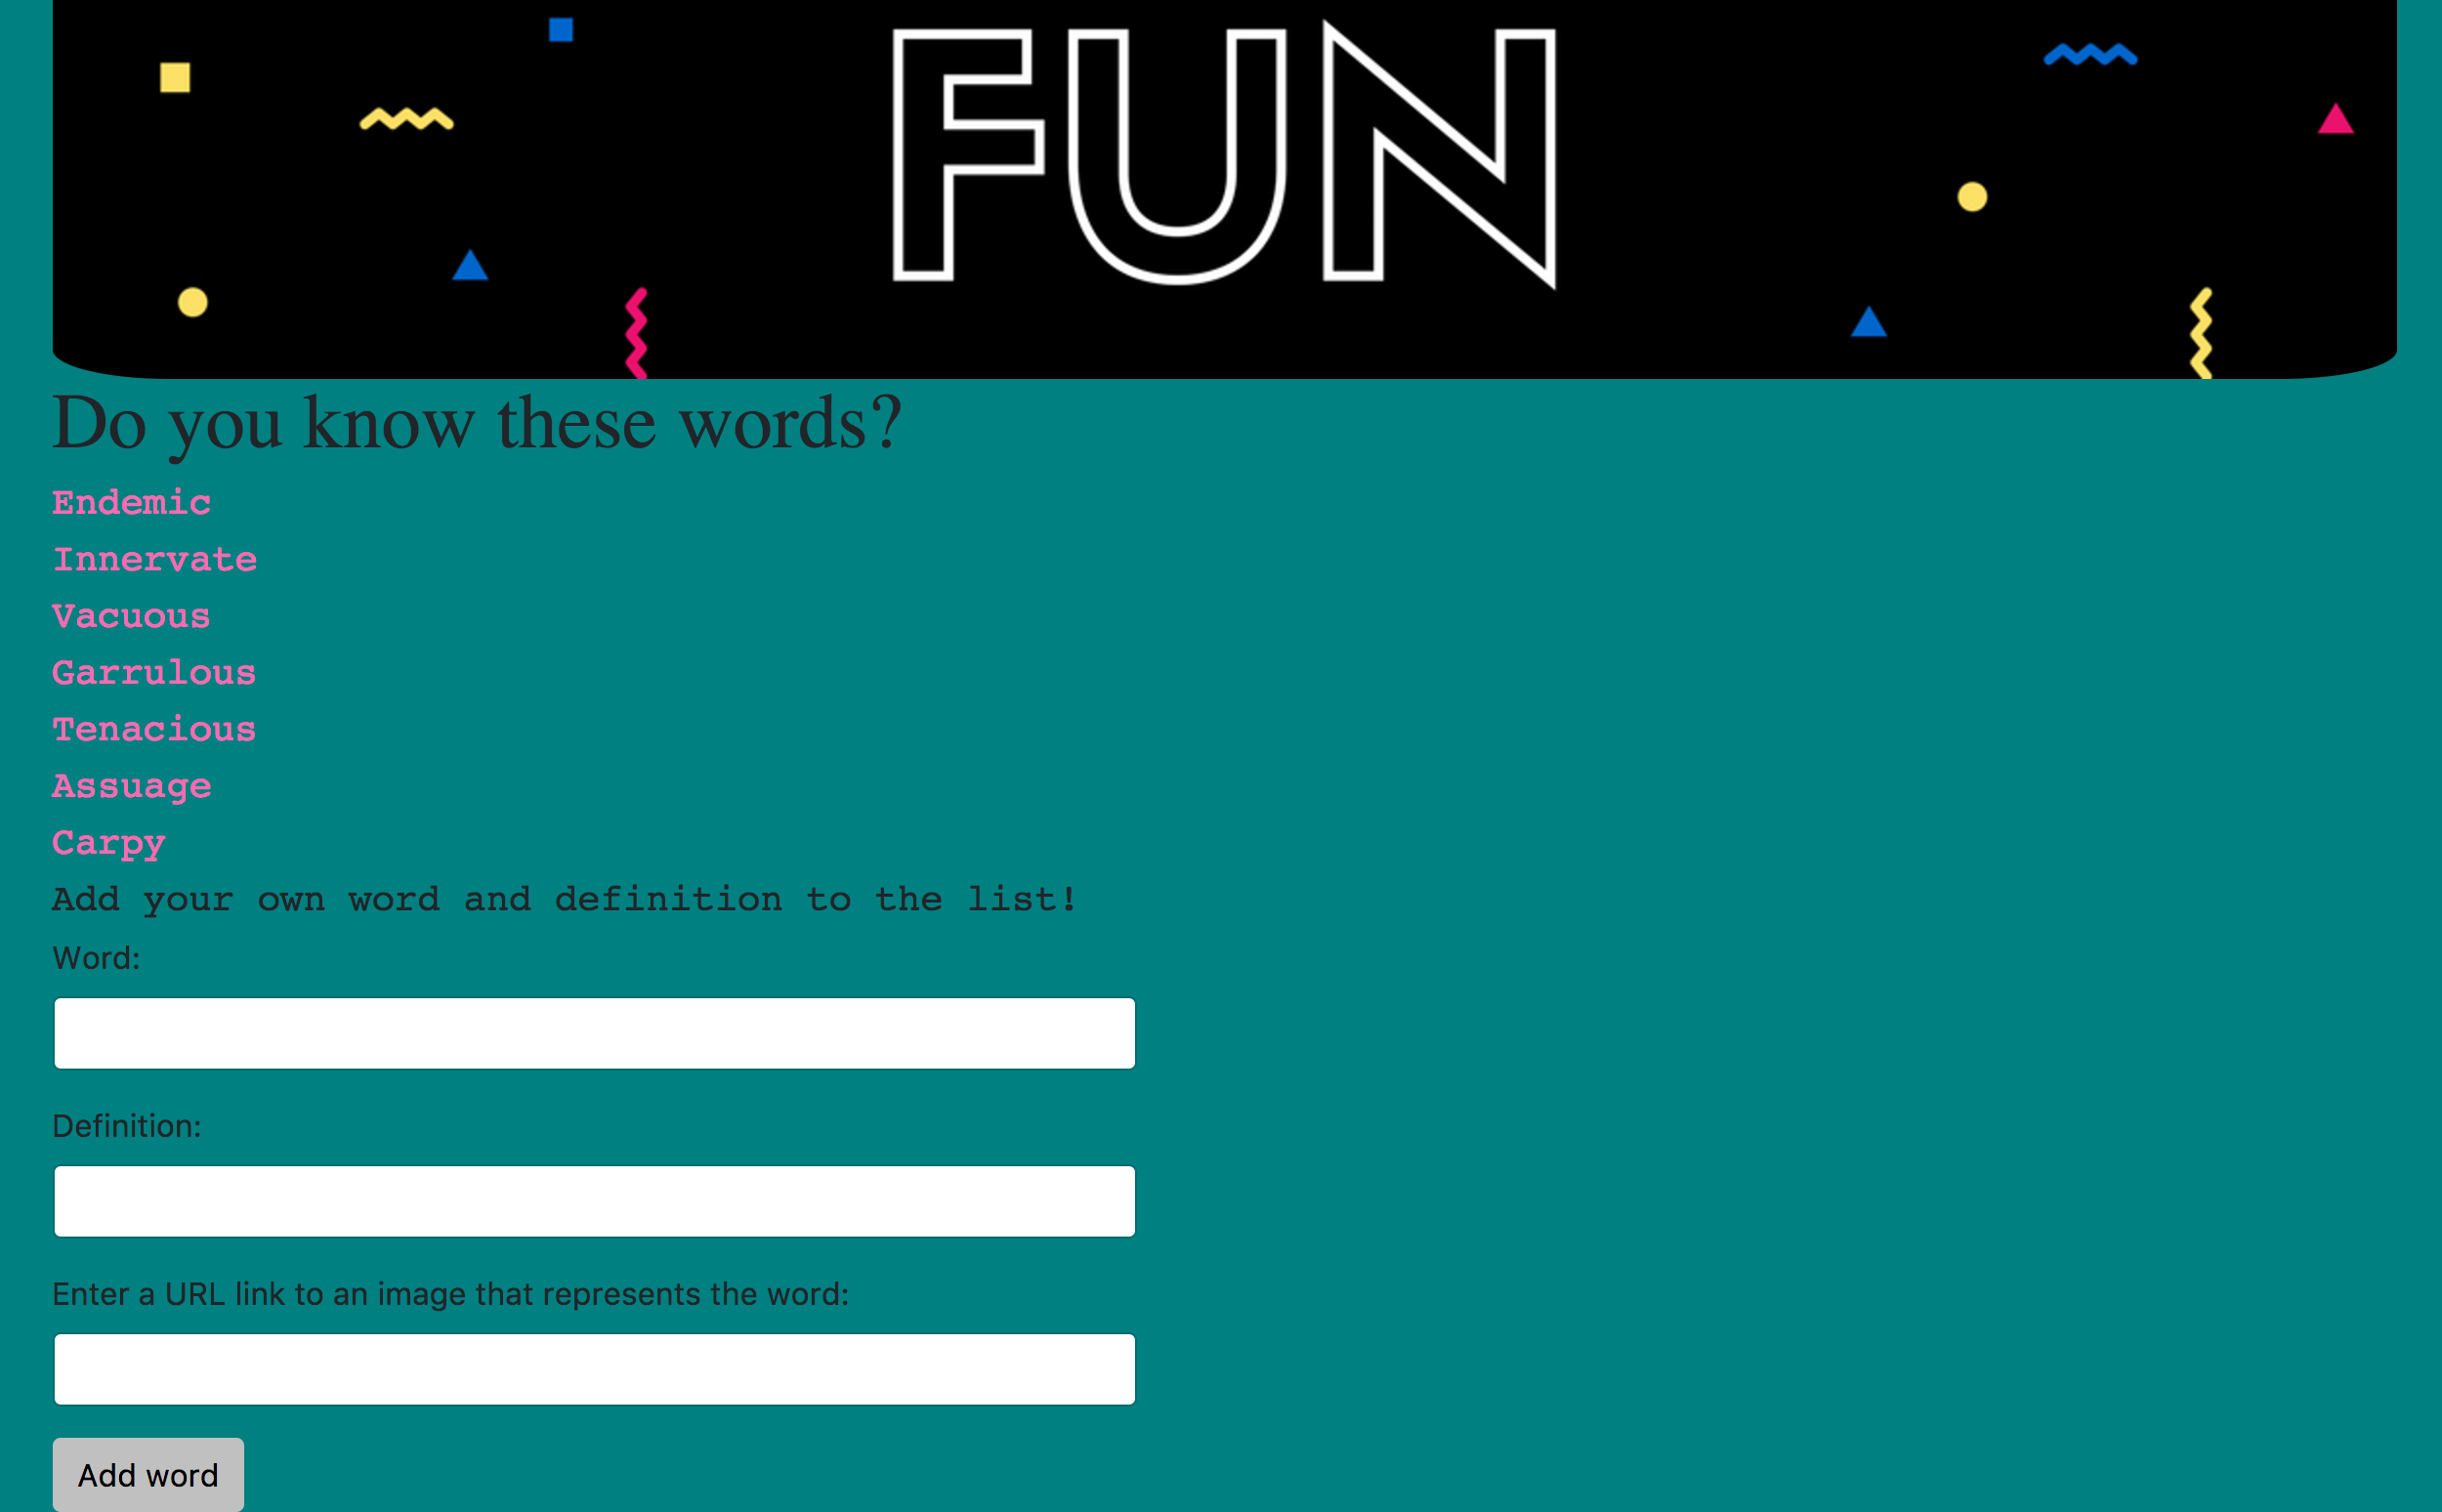 FUN
Do you know these words?
Endemic
Innervate
Vacuous
Garrulous
Tenacious
Assuage
Carpy
Add your own word and definition to the list!
Word:
Definition:
Enter a URL link to an image that represents the word:
Add word